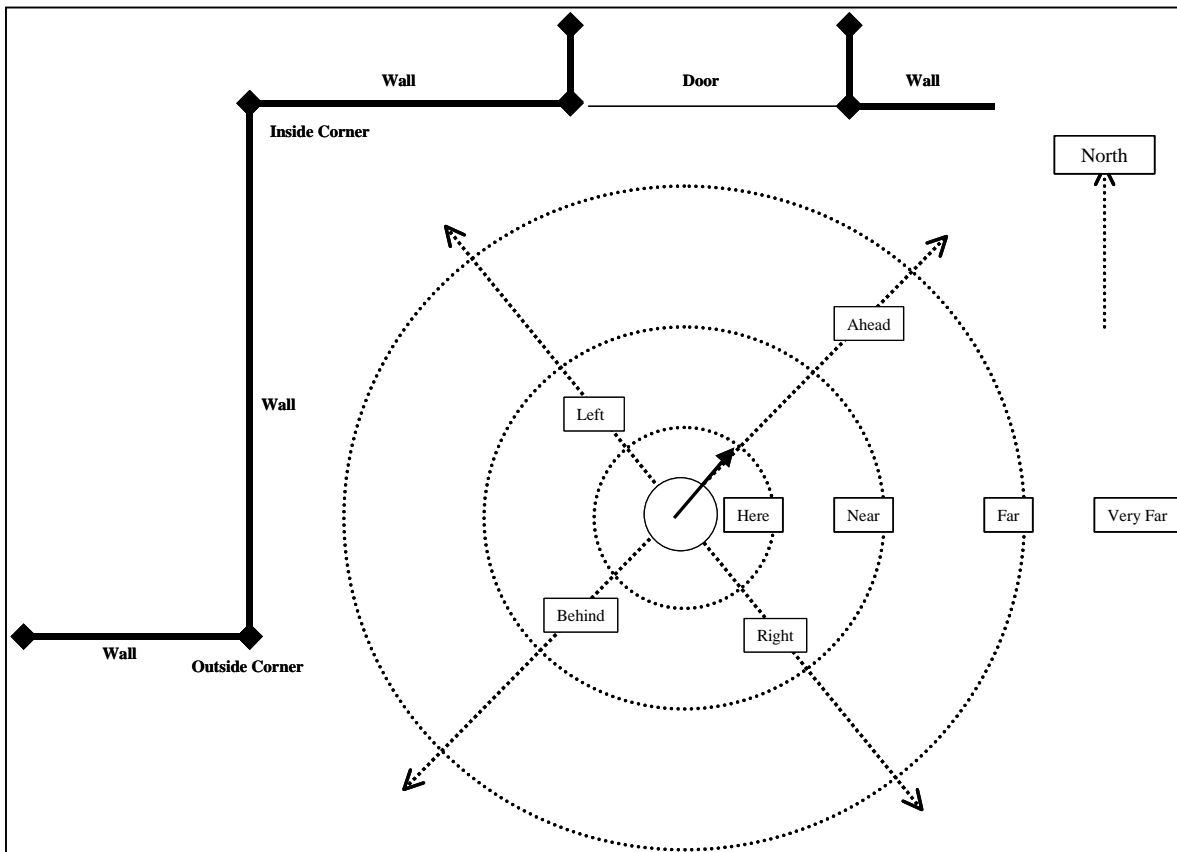 Wall
Door
Wall
Inside Corner
North
Ahead
Wall
Left
Here
Near
Far
Very Far
Behind
Right
Wall
Outside Corner